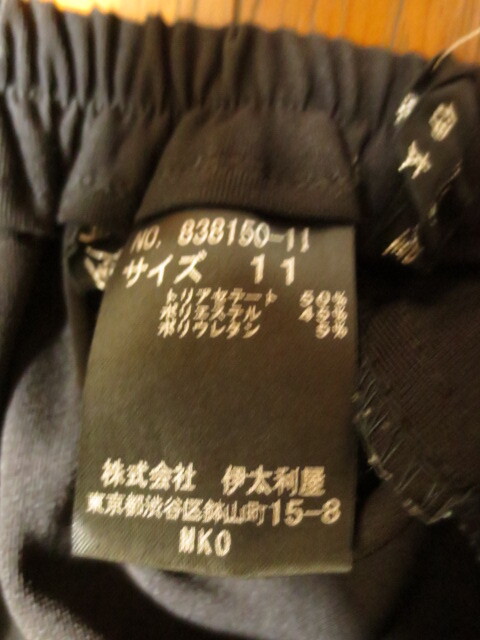 NO. 838150-11
サイズ 11
トリアセテート 50%
ポリエステル 45%
ポリウレタン 5%
株式会社 伊太利屋
東京都渋谷区鉢山町15-8
MKO